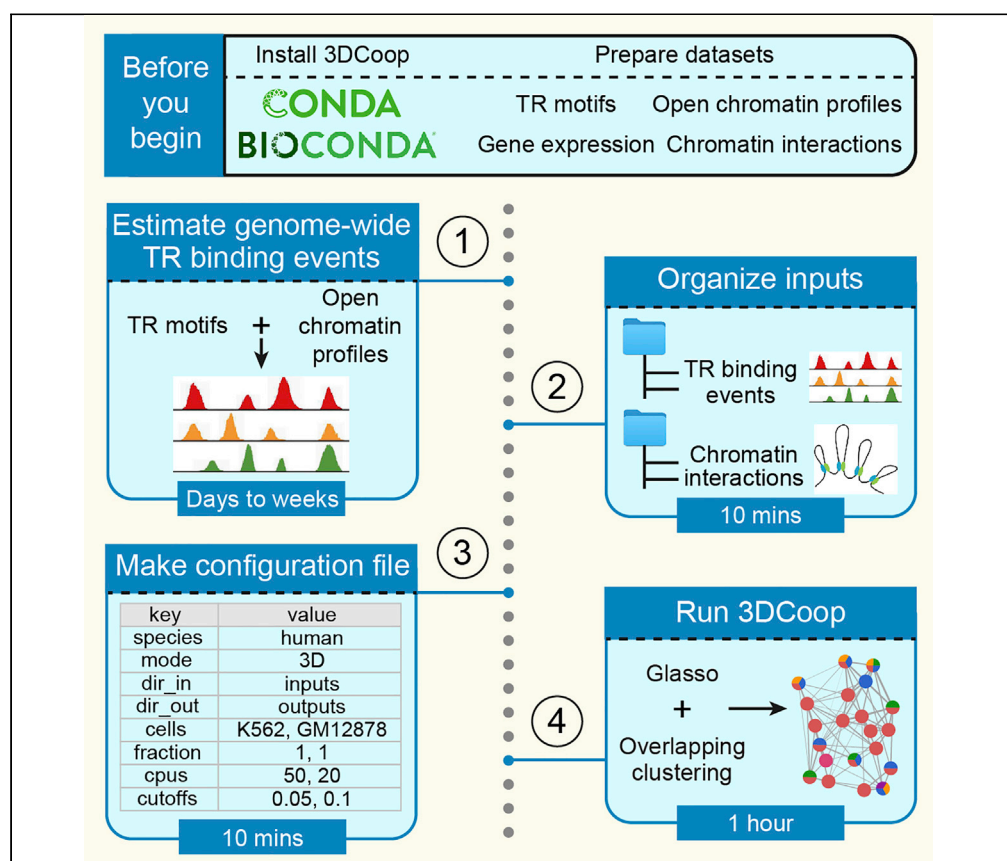 Before
you
begin
Install 3DCoop
Prepare datasets
CONDA
BIOCONDA®
TR motifs
Open chromatin profiles
Gene expression
Chromatin interactions
1
Estimate genome-wide
TR binding events
TR motifs
+
Open
chromatin
profiles
Days to weeks
2
Organize inputs
TR binding
events
Chromatin
interactions
10 mins
3
Make configuration file
key value
species human
mode 3D
dir_in inputs
dir_out outputs
cells K562, GM12878
fraction 1, 1
cpus 50, 20
cutoffs 0.05, 0.1
10 mins
4
Run 3DCoop
Glasso
+
Overlapping
clustering
1 hour